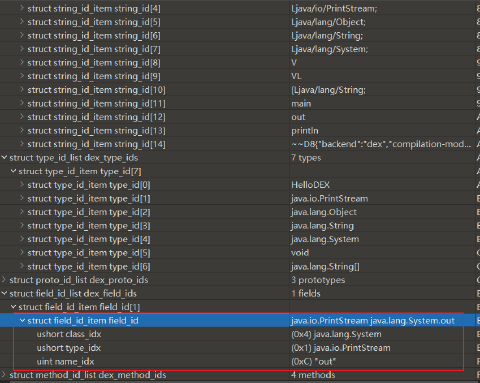 struct string_id_item string_id[4] Ljava/io/PrintStream;
struct string_id_item string_id[5] Ljava/lang/Object;
struct string_id_item string_id[6] Ljava/lang/String;
struct string_id_item string_id[7] Ljava/lang/System;
struct string_id_item string_id[8] V
struct string_id_item string_id[9] VL
struct string_id_item string_id[10] [Ljava/lang/String;
struct string_id_item string_id[11] main
struct string_id_item string_id[12] out
struct string_id_item string_id[13] println
struct string_id_item string_id[14] ~~D8{"backend":"dex","compilation-mod...
struct type_id_list dex_type_ids 7 types
struct type_id_item type_id[7]
struct type_id_item type_id[0] HelloDEX
struct type_id_item type_id[1] java.io.PrintStream
struct type_id_item type_id[2] java.lang.Object
struct type_id_item type_id[3] java.lang.String
struct type_id_item type_id[4] java.lang.System
struct type_id_item type_id[5] void
struct type_id_item type_id[6] java.lang.String[]
struct proto_id_list dex_proto_ids 3 prototypes
struct field_id_list dex_field_ids 1 fields
struct field_id_item field_id[1]
struct field_id_item field_id java.io.PrintStream java.lang.System.out
ushort class_idx (0x4) java.lang.System
ushort type_idx (0x1) java.io.PrintStream
uint name_idx (0xC) "out"
struct method_id_list dex_method_ids 4 methods